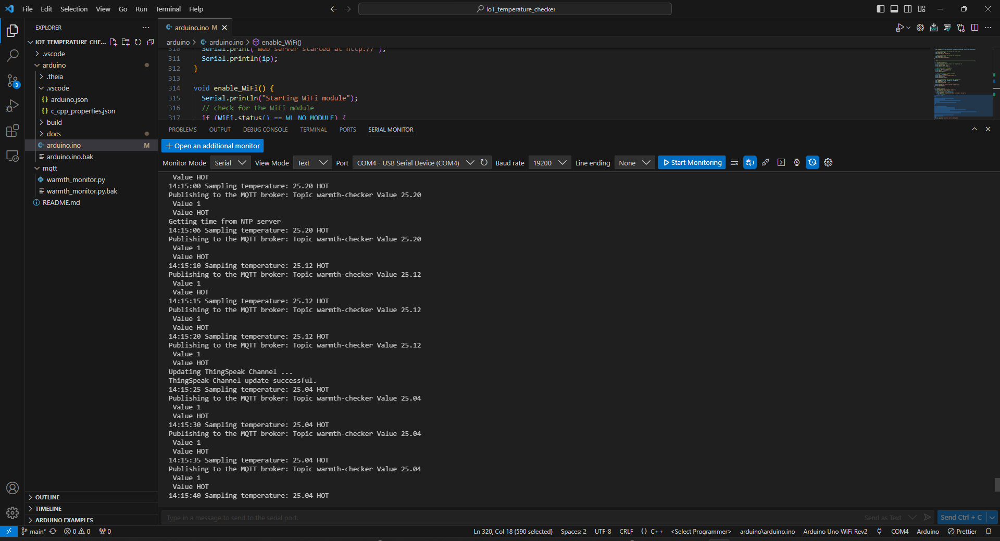 File Edit Selection View Go Run Terminal Help
IoT_temperature_checker
EXPLORER
IOT_TEMPERATURE_CHE...
.vscode
arduino
.theia
.vscode
{} arduino.json
{} c_cpp_properties.json
build
docs
arduino.ino M
arduino.ino.bak
mqtt
warmth_monitor.py
warmth_monitor.py.bak
README.md
3
OUTLINE
TIMELINE
ARDUINO EXAMPLES
arduino.ino M
arduino > arduino.ino > enable_WiFi()
310 Serial.print("Web server started at http://");
311 Serial.println(ip);
312 }
313
314 void enable_WiFi() {
315 Serial.println("Starting WiFi module");
316 // check for the WiFi module
317 if (WiFi.status() == WL_NO_MODULE) {
PROBLEMS OUTPUT DEBUG CONSOLE TERMINAL PORTS SERIAL MONITOR
Open an additional monitor
Monitor Mode Serial View Mode Text Port COM4 - USB Serial Device (COM4) Baud rate 19200 Line ending None Start Monitoring
Value HOT
14:15:00 Sampling temperature: 25.20 HOT
Publishing to the MQTT broker: Topic warmth-checker Value 25.20
Value 1
Value HOT
Getting time from NTP server
14:15:06 Sampling temperature: 25.20 HOT
Publishing to the MQTT broker: Topic warmth-checker Value 25.20
Value 1
Value HOT
14:15:10 Sampling temperature: 25.12 HOT
Publishing to the MQTT broker: Topic warmth-checker Value 25.12
Value 1
Value HOT
14:15:15 Sampling temperature: 25.12 HOT
Publishing to the MQTT broker: Topic warmth-checker Value 25.12
Value 1
Value HOT
14:15:20 Sampling temperature: 25.12 HOT
Publishing to the MQTT broker: Topic warmth-checker Value 25.12
Value 1
Value HOT
Updating ThingSpeak Channel ...
ThingSpeak Channel update successful.
14:15:25 Sampling temperature: 25.04 HOT
Publishing to the MQTT broker: Topic warmth-checker Value 25.04
Value 1
Value HOT
14:15:30 Sampling temperature: 25.04 HOT
Publishing to the MQTT broker: Topic warmth-checker Value 25.04
Value 1
Value HOT
14:15:35 Sampling temperature: 25.04 HOT
Publishing to the MQTT broker: Topic warmth-checker Value 25.04
Value 1
Value HOT
14:15:40 Sampling temperature: 25.04 HOT
Type in a message to send to the serial port. Send as Text Send Ctrl + C
main* 0 0 0 Ln 320, Col 18 (590 selected) Spaces: 2 UTF-8 CRLF {} C++ <Select Programmer> arduino\arduino.ino Arduino Uno WiFi Rev2 COM4 Arduino Prettier